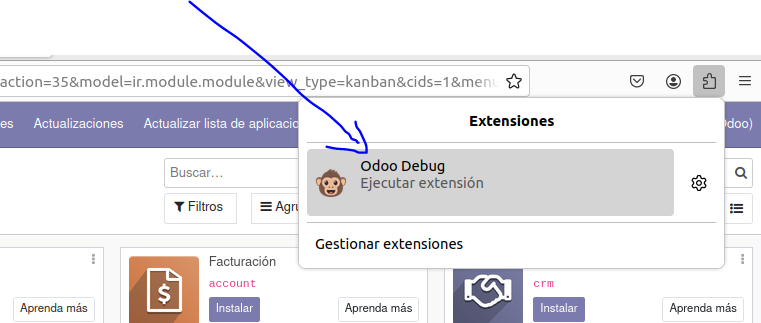 action=35&model=ir.module.module&view_type=kanban&cids=1&menu
es Actualizaciones Actualizar lista de aplicacio
Odoo)
Extensiones
Odoo Debug
Ejecutar extensión
Gestionar extensiones
Buscar...
Filtros Agru
Aprenda más
Facturación
account
Instalar Aprenda más
crm
Instalar Aprenda más